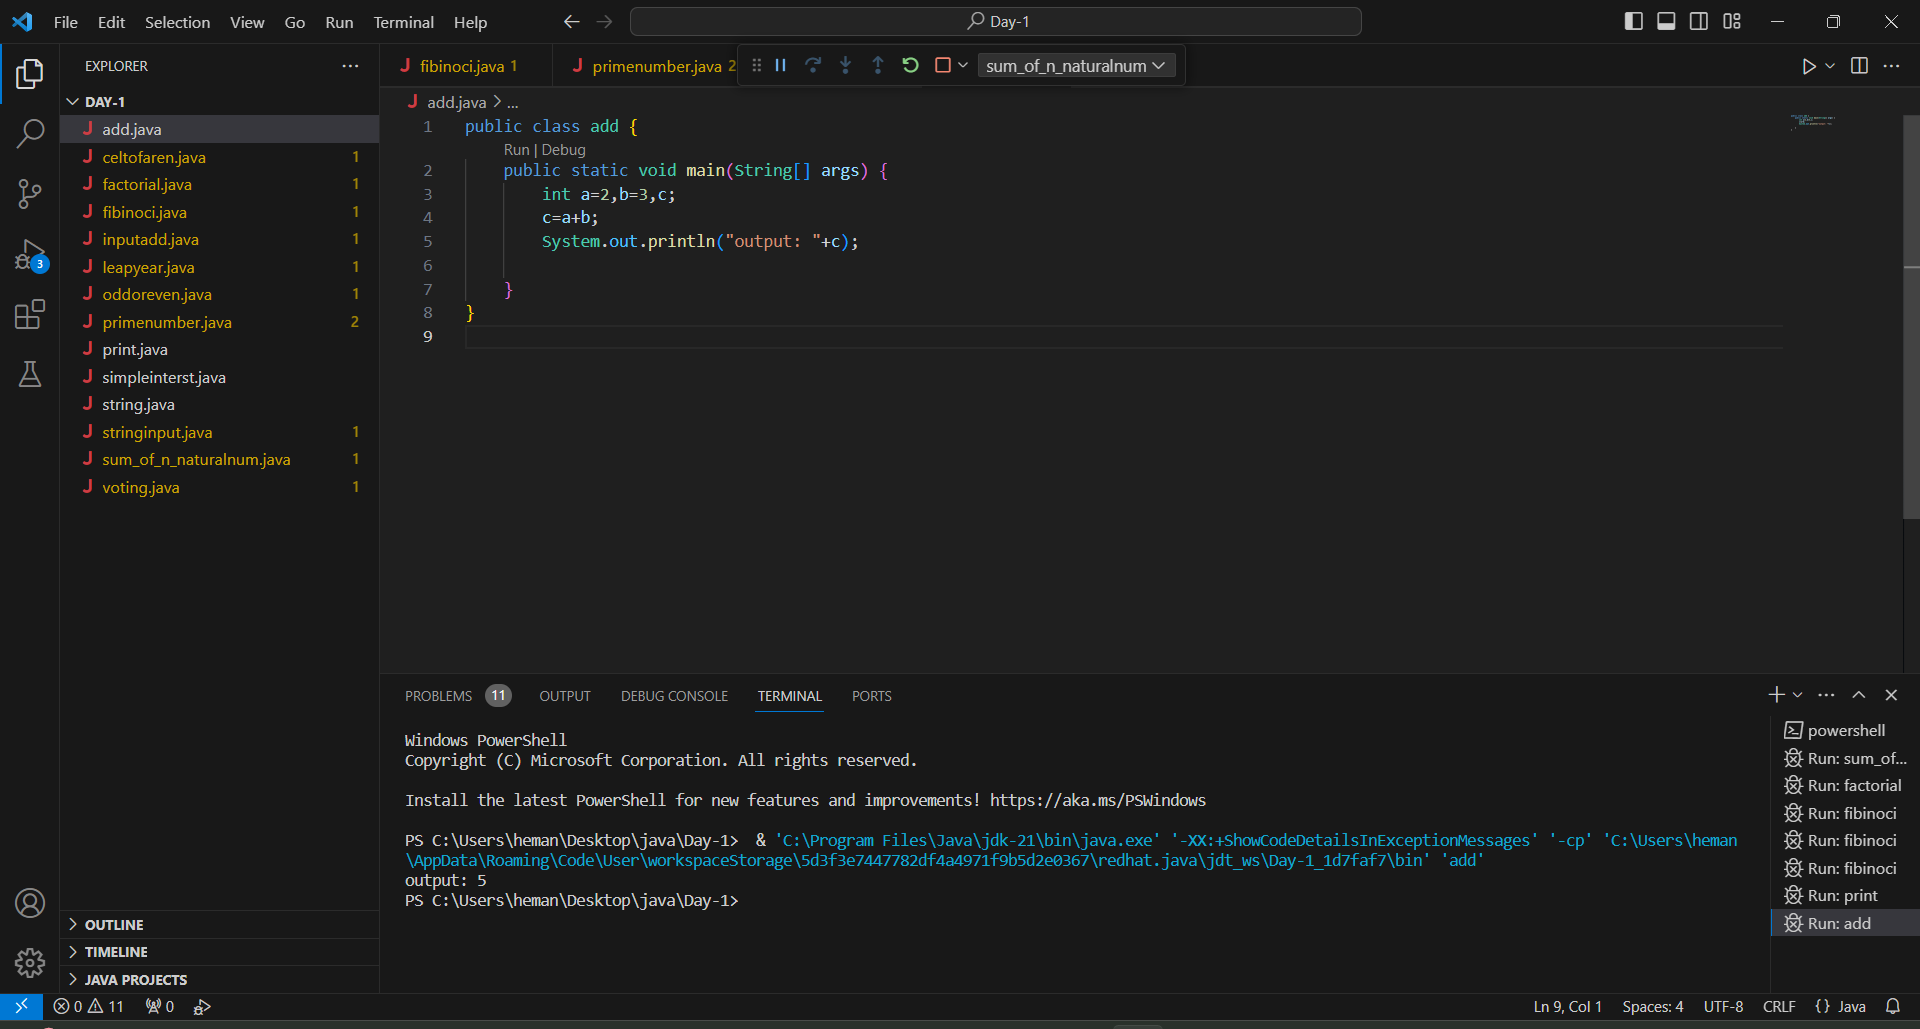 File Edit Selection View Go Run Terminal Help
Day-1
EXPLORER
DAY-1
add.java
celtofaren.java 1
factorial.java 1
fibinoci.java 1
inputadd.java 1
leapyear.java 1
oddoreven.java 1
primenumber.java 2
print.java
simpleinterst.java
string.java
stringinput.java 1
sum_of_n_naturalnum.java 1
voting.java 1
OUTLINE
TIMELINE
JAVA PROJECTS
3
fibinoci.java 1
primenumber.java 2
sum_of_n_naturalnum
add.java > ...
1 public class add {
Run | Debug
2 public static void main(String[] args) {
3 int a=2,b=3,c;
4 c=a+b;
5 System.out.println("output: "+c);
6
7 }
8 }
9
PROBLEMS 11 OUTPUT DEBUG CONSOLE TERMINAL PORTS
Windows PowerShell
Copyright (C) Microsoft Corporation. All rights reserved.
Install the latest PowerShell for new features and improvements! https://aka.ms/PSWindows
PS C:\Users\heman\Desktop\java\Day-1>  & 'C:\Program Files\Java\jdk-21\bin\java.exe' '-XX:+ShowCodeDetailsInExceptionMessages' '-cp' 'C:\Users\heman
\AppData\Roaming\Code\User\workspaceStorage\5d3f3e7447782df4a4971f9b5d2e0367\redhat.java\jdt_ws\Day-1_1d7faf7\bin' 'add'
output: 5
PS C:\Users\heman\Desktop\java\Day-1>
powershell
Run: sum_of...
Run: factorial
Run: fibinoci
Run: fibinoci
Run: fibinoci
Run: print
Run: add
0 11 0
Ln 9, Col 1 Spaces: 4 UTF-8 CRLF {} Java